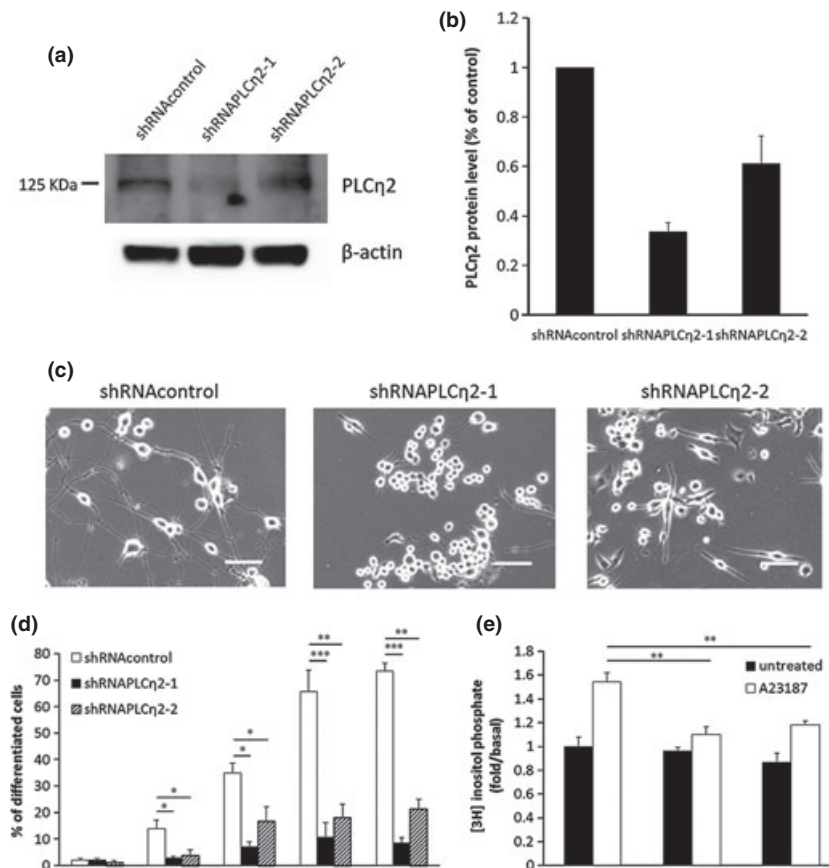 (a)
shRNAcontrol
shRNAPLCη2-1
shRNAPLCη2-2
125 KDa
PLCη2
β-actin
(b)
PLCη2 protein level (% of control)
1.2
1
0.8
0.6
0.4
0.2
0
shRNAcontrol shRNAPLCη2-1 shRNAPLCη2-2
(c)
shRNAcontrol
shRNAPLCη2-1
shRNAPLCη2-2
(d)
shRNAcontrol
shRNAPLCη2-1
shRNAPLCη2-2
% of differentiated cells
80
70
60
50
40
30
20
10
0
*
*
*
*
**
***
**
***
(e)
[3H] inositol phosphate
(fold/basal)
1.8
1.6
1.4
1.2
1
0.8
0.6
0.4
0.2
0
**
**
untreated
A23187